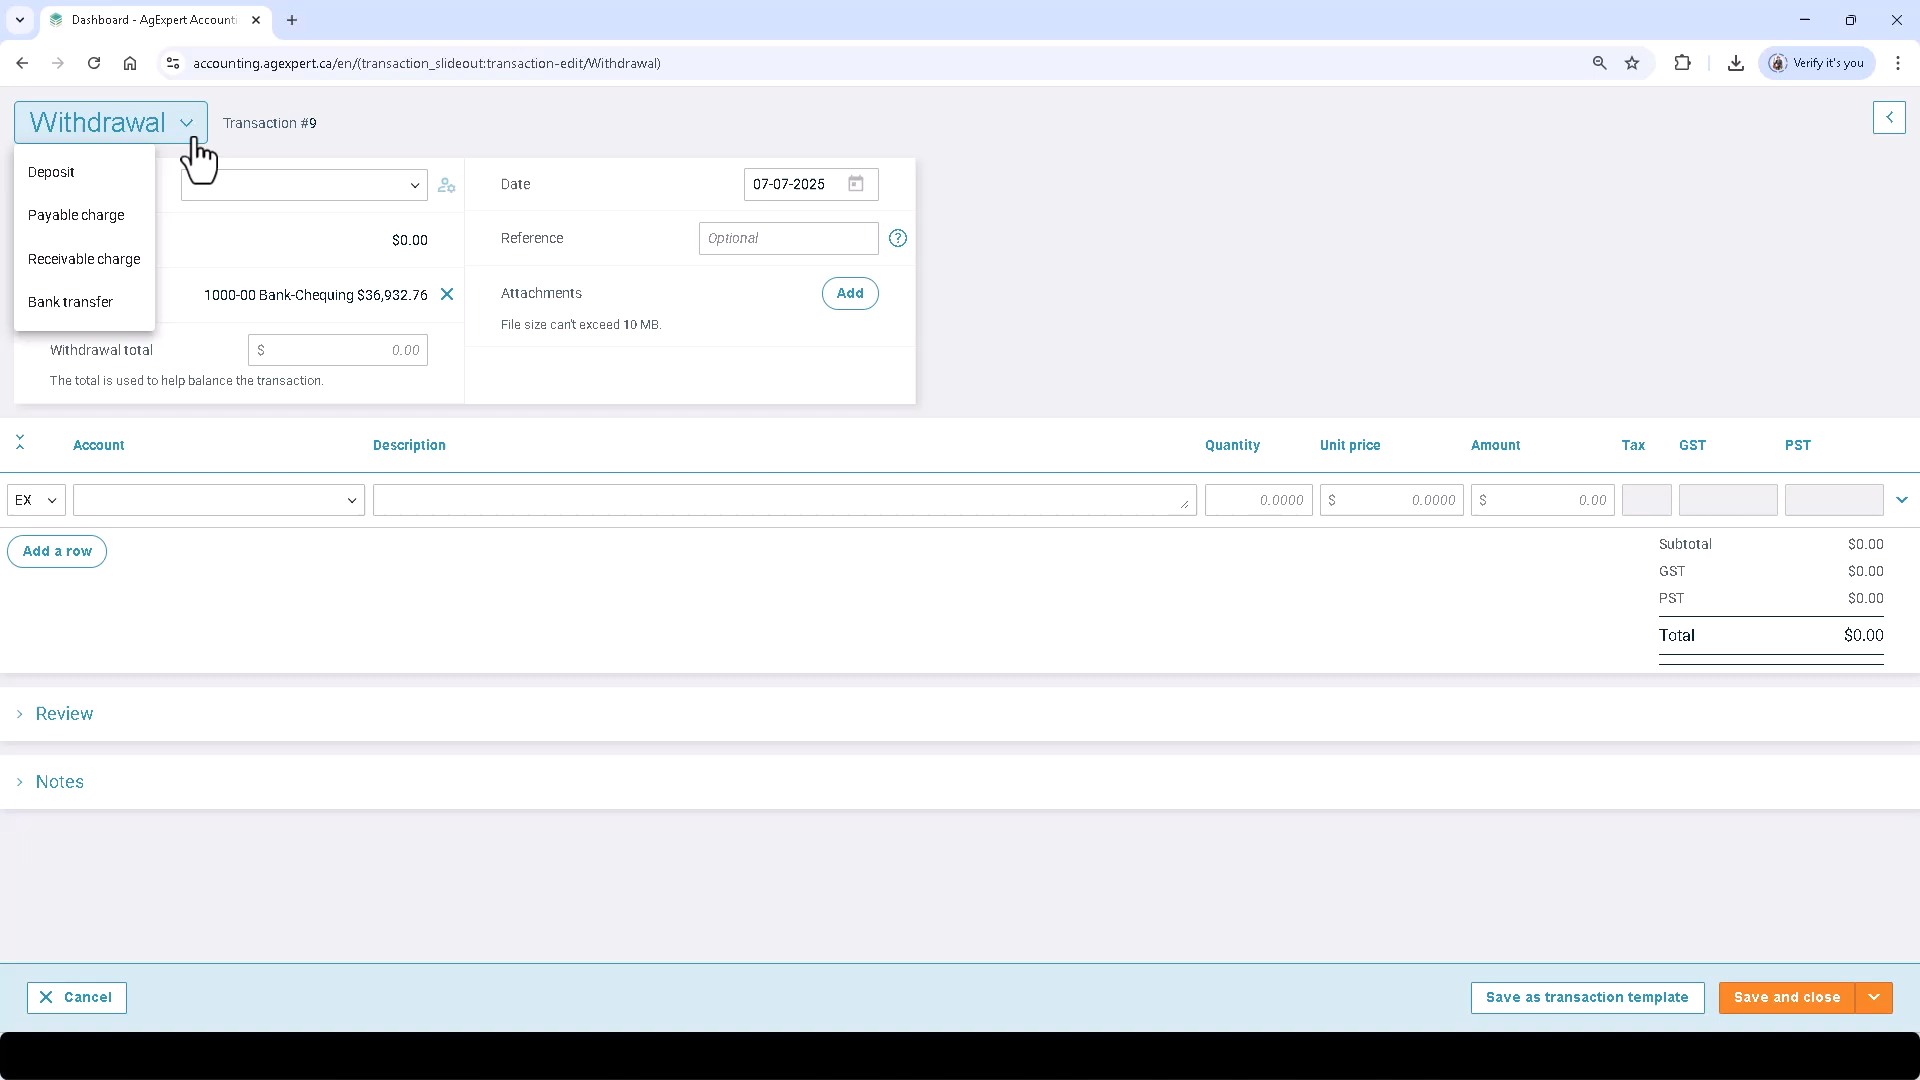 Dashboard - AgExpert Account
accounting.agexpert.ca/en/(transaction_slideout:transaction-edit/Withdrawal)
Verify it's you
Withdrawal
Transaction #9
Deposit
Payable charge
Receivable charge
Bank transfer
$0.00
1000-00 Bank-Chequing $36,932.76
Withdrawal total
$ 0.00
The total is used to help balance the transaction.
Date
07-07-2025
Reference
Optional
?
Attachments
Add
File size can't exceed 10 MB.
Account Description Quantity Unit price Amount Tax GST PST
EX 0.0000 $ 0.0000 $ 0.00
Add a row
Subtotal $0.00
GST $0.00
PST $0.00
Total $0.00
Review
Notes
Cancel
Save as transaction template
Save and close